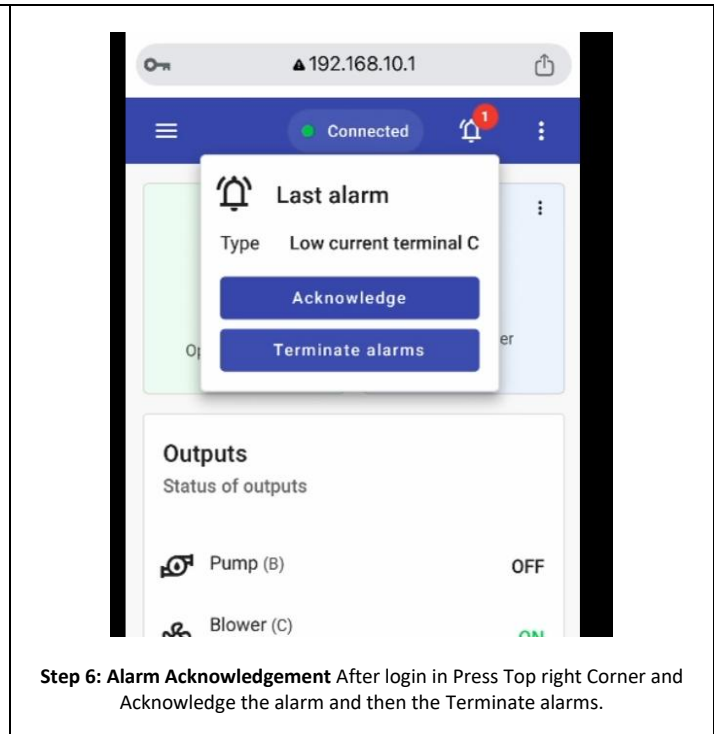 192.168.10.1
Connected
1
Last alarm
Type Low current terminal C
Acknowledge
Terminate alarms
er
Outputs
Status of outputs
Pump (B) OFF
Blower (C)
ON
Step 6: Alarm Acknowledgement After login in Press Top right Corner and
Acknowledge the alarm and then the Terminate alarms.